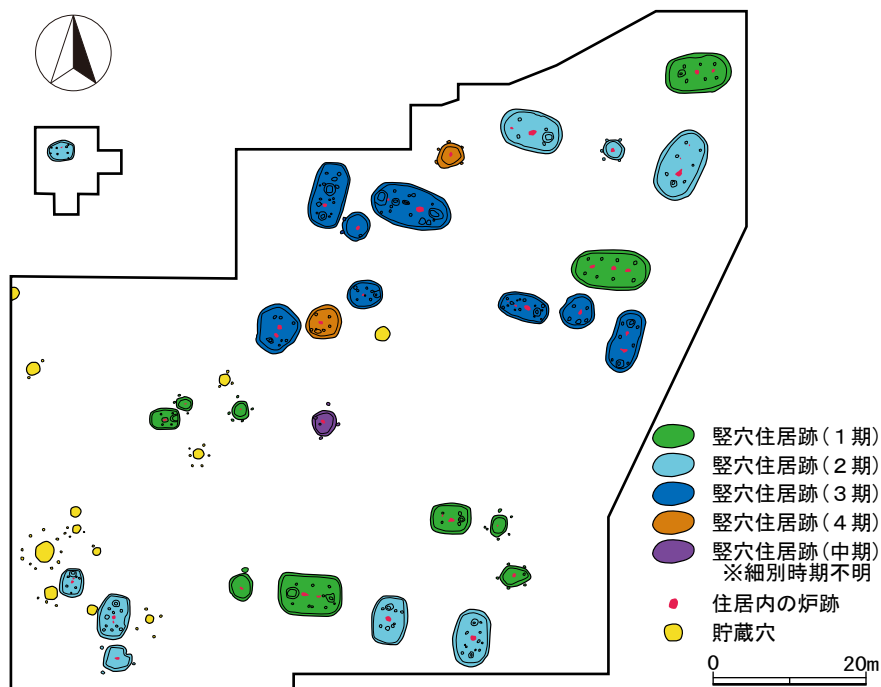 竪穴住居跡(１期)
竪穴住居跡(２期)
竪穴住居跡(３期)
竪穴住居跡(４期)
竪穴住居跡(中期)
※細別時期不明
住居内の炉跡
貯蔵穴
0 20m